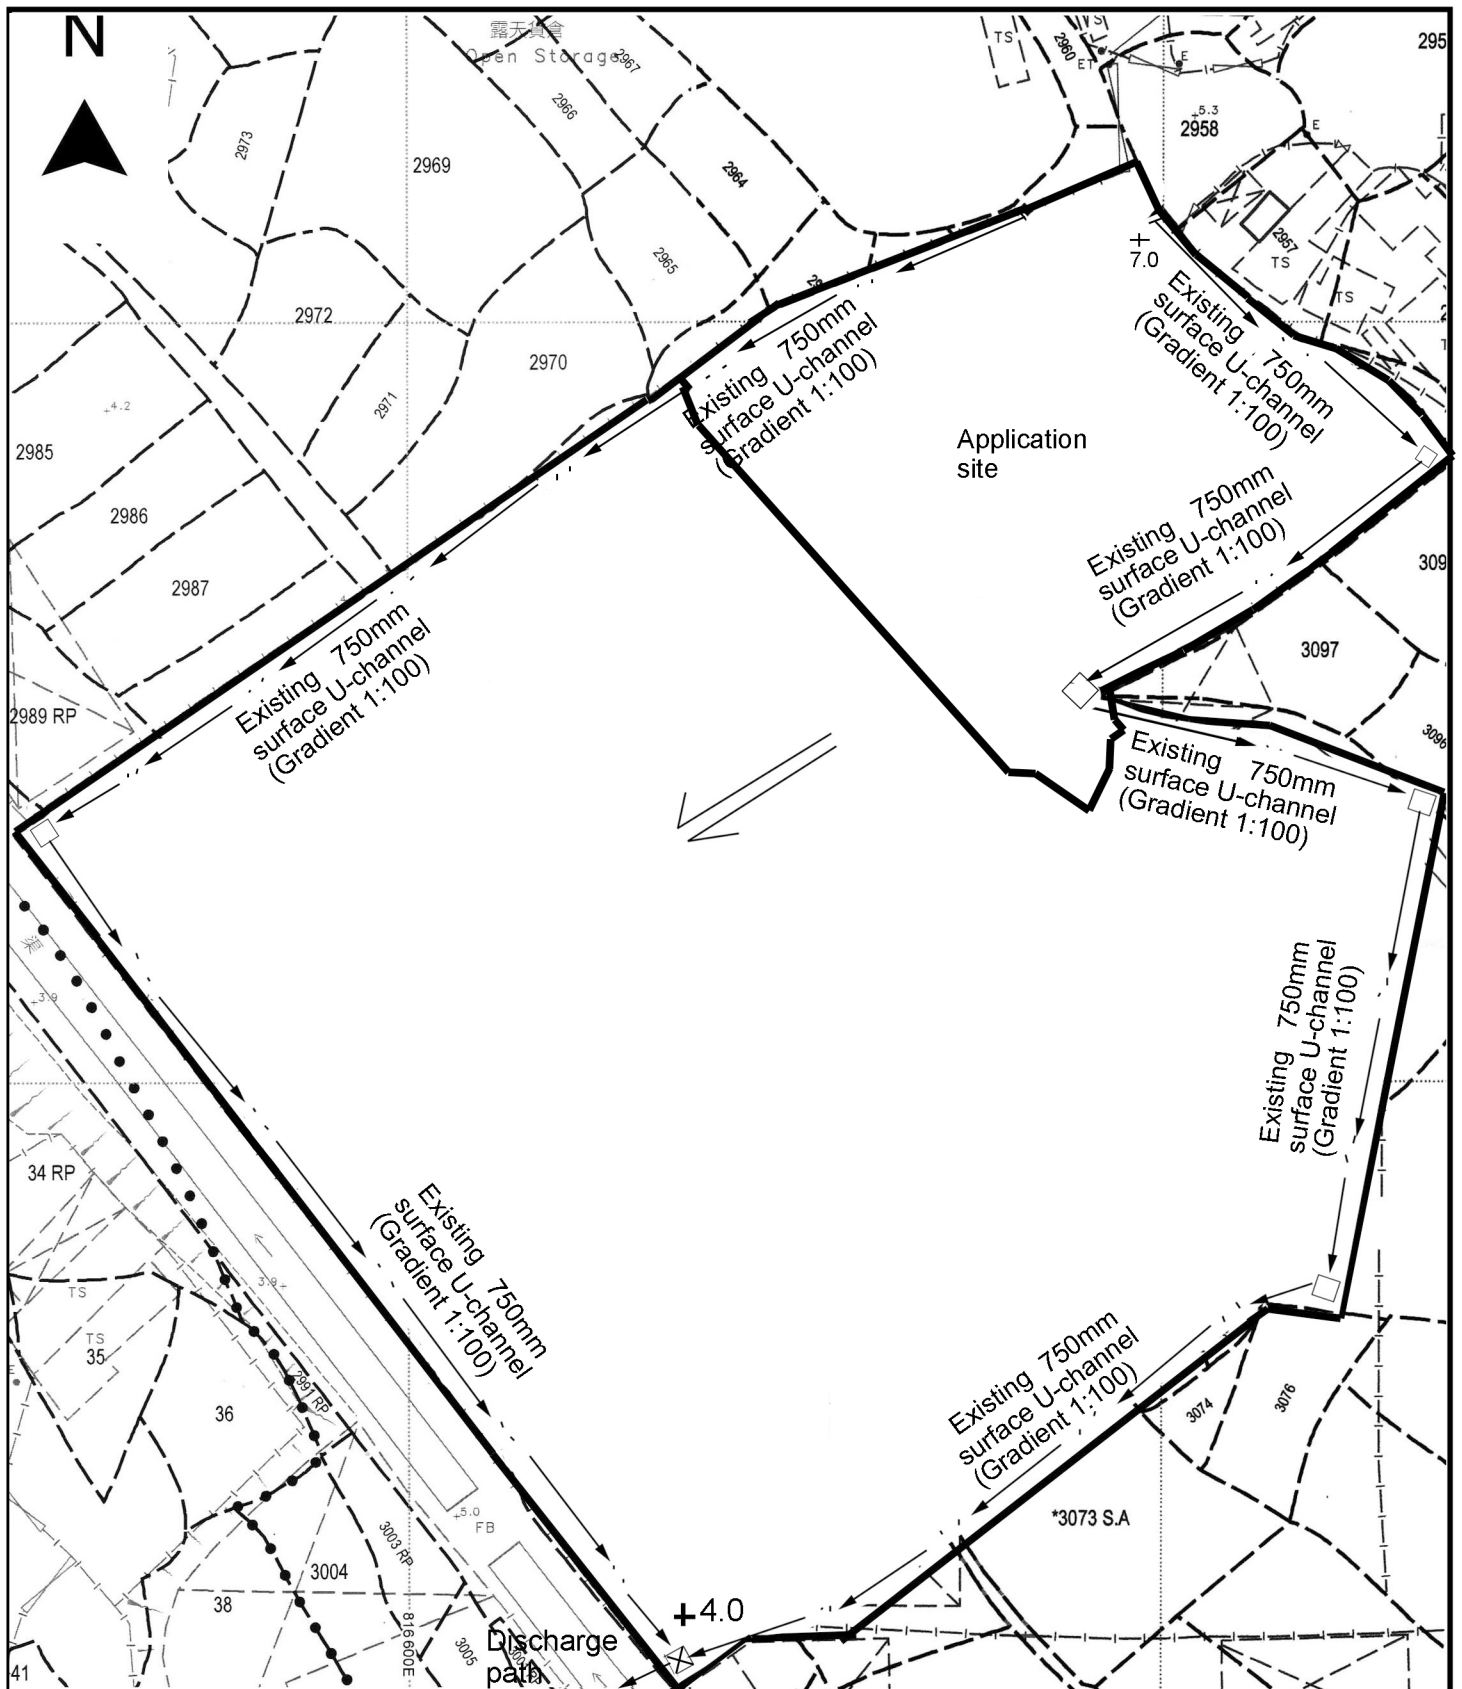 N
露天貨倉
Open Storage
2967
2966
2973
2969
2964
2965
TS
2960
TS
ET
E
295
5.3
2958
E
2957
TS
TS
7.0
2972
2970
2971
4.2
2985
2986
2987
2989 RP
Existing 750mm
surface U-channel
(Gradient 1:100)
Existing 750mm
surface U-channel
(Gradient 1:100)
Application
site
Existing 750mm
surface U-channel
(Gradient 1:100)
309
3097
3096
Existing 750mm
surface U-channel
(Gradient 1:100)
Existing 750mm
surface U-channel
(Gradient 1:100)
Existing 750mm
surface U-channel
(Gradient 1:100)
3.9
34 RP
3.9
TS
TS
35
E
36
2991 RP
Existing 750mm
surface U-channel
(Gradient 1:100)
Existing 750mm
surface U-channel
(Gradient 1:100)
3074
3076
*3073 S.A
5.0
FB
3003 RP
3004
38
816 600E
3005
41
4.0
Discharge
path